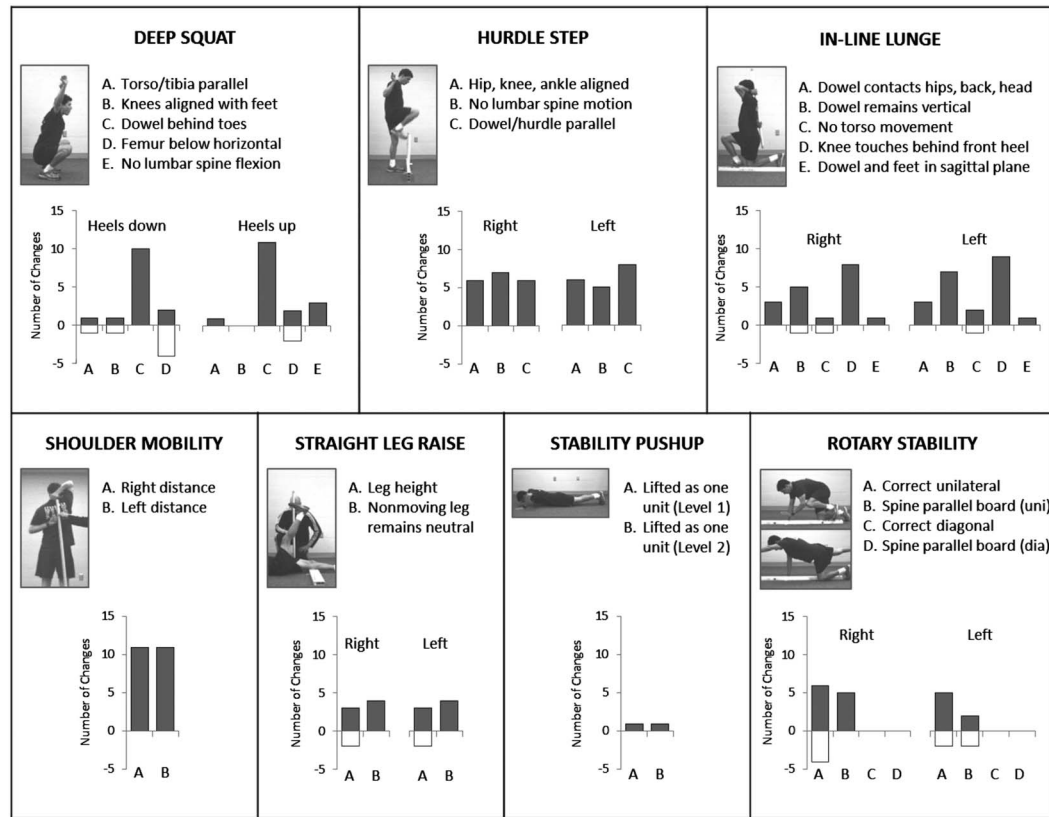 DEEP SQUAT
A. Torso/tibia parallel
B. Knees aligned with feet
C. Dowel behind toes
D. Femur below horizontal
E. No lumbar spine flexion
Number of Changes
15
10
5
0
-5
Heels down
Heels up
A B C D
A B C D E
HURDLE STEP
A. Hip, knee, ankle aligned
B. No lumbar spine motion
C. Dowel/hurdle parallel
15
10
5
0
-5
Right
Left
A B C
A B C
IN-LINE LUNGE
A. Dowel contacts hips, back, head
B. Dowel remains vertical
C. No torso movement
D. Knee touches behind front heel
E. Dowel and feet in sagittal plane
15
10
5
0
-5
Right
Left
A B C D E
A B C D E
SHOULDER MOBILITY
A. Right distance
B. Left distance
Number of Changes
15
10
5
0
-5
A B
STRAIGHT LEG RAISE
A. Leg height
B. Nonmoving leg
remains neutral
Number of Changes
15
10
5
0
-5
Right
Left
A B
A B
STABILITY PUSHUP
A. Lifted as one
unit (Level 1)
B. Lifted as one
unit (Level 2)
Number of Changes
15
10
5
0
-5
A B
ROTARY STABILITY
A. Correct unilateral
B. Spine parallel board (uni)
C. Correct diagonal
D. Spine parallel board (dia)
Number of Changes
15
10
5
0
-5
Right
Left
A B C D
A B C D